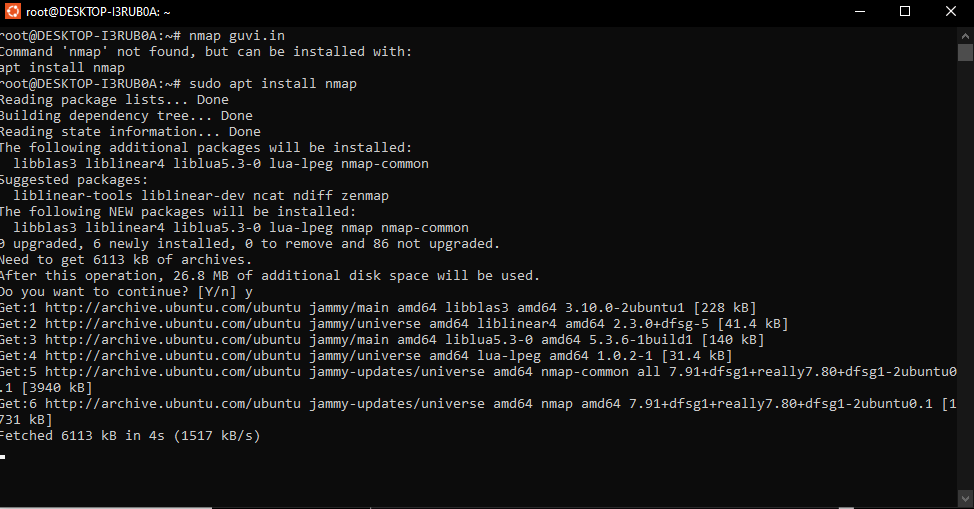 root@DESKTOP-I3RUB0A: ~
root@DESKTOP-I3RUB0A:~# nmap guvi.in
Command 'nmap' not found, but can be installed with:
apt install nmap
root@DESKTOP-I3RUB0A:~# sudo apt install nmap
Reading package lists... Done
Building dependency tree... Done
Reading state information... Done
The following additional packages will be installed:
  libblas3 liblinear4 liblua5.3-0 lua-lpeg nmap-common
Suggested packages:
  liblinear-tools liblinear-dev ncat ndiff zenmap
The following NEW packages will be installed:
  libblas3 liblinear4 liblua5.3-0 lua-lpeg nmap nmap-common
0 upgraded, 6 newly installed, 0 to remove and 86 not upgraded.
Need to get 6113 kB of archives.
After this operation, 26.8 MB of additional disk space will be used.
Do you want to continue? [Y/n] y
Get:1 http://archive.ubuntu.com/ubuntu jammy/main amd64 libblas3 amd64 3.10.0-2ubuntu1 [228 kB]
Get:2 http://archive.ubuntu.com/ubuntu jammy/universe amd64 liblinear4 amd64 2.3.0+dfsg-5 [41.4 kB]
Get:3 http://archive.ubuntu.com/ubuntu jammy/main amd64 liblua5.3-0 amd64 5.3.6-1build1 [140 kB]
Get:4 http://archive.ubuntu.com/ubuntu jammy/universe amd64 lua-lpeg amd64 1.0.2-1 [31.4 kB]
Get:5 http://archive.ubuntu.com/ubuntu jammy-updates/universe amd64 nmap-common all 7.91+dfsg1+really7.80+dfsg1-2ubuntu0
.1 [3940 kB]
Get:6 http://archive.ubuntu.com/ubuntu jammy-updates/universe amd64 nmap amd64 7.91+dfsg1+really7.80+dfsg1-2ubuntu0.1 [1
731 kB]
Fetched 6113 kB in 4s (1517 kB/s)